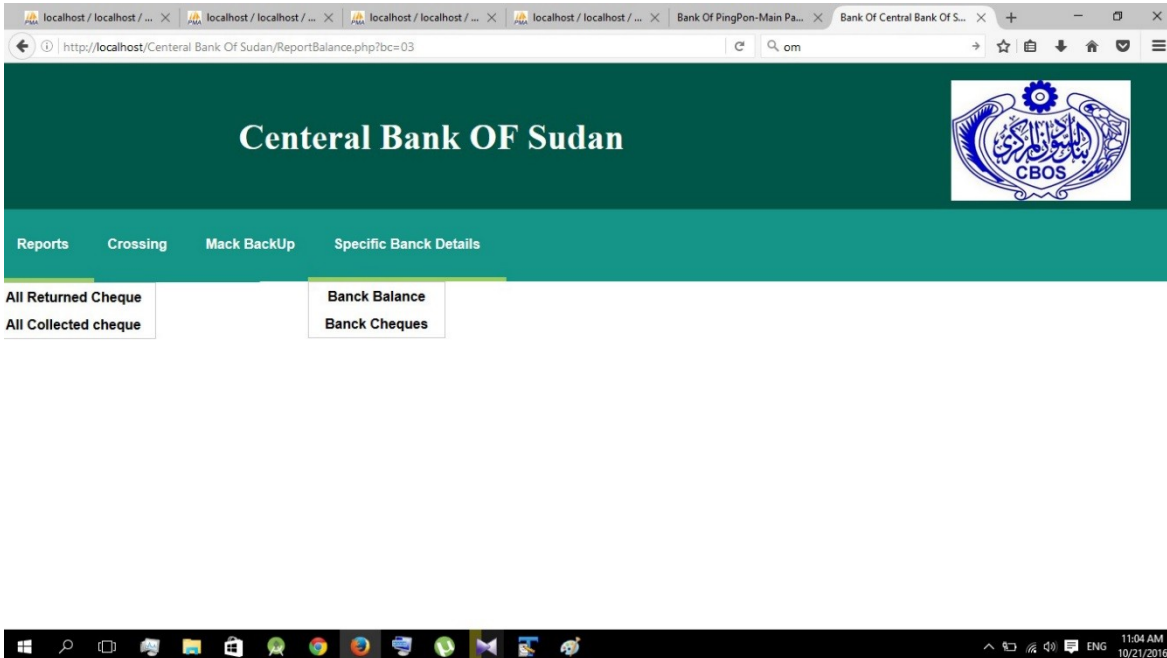 localhost / localhost / ... localhost / localhost / ... localhost / localhost / ... localhost / localhost / ... Bank Of PingPon-Main Pa... Bank Of Central Bank Of S...
http://localhost/Centeral Bank Of Sudan/ReportBalance.php?bc=03 om
Centeral Bank OF Sudan
بنك السودان المركزي
CBOS
Reports Crossing Mack BackUp Specific Banck Details
All Returned Cheque Banck Balance
All Collected cheque Banck Cheques
ENG 11:04 AM
10/21/2016